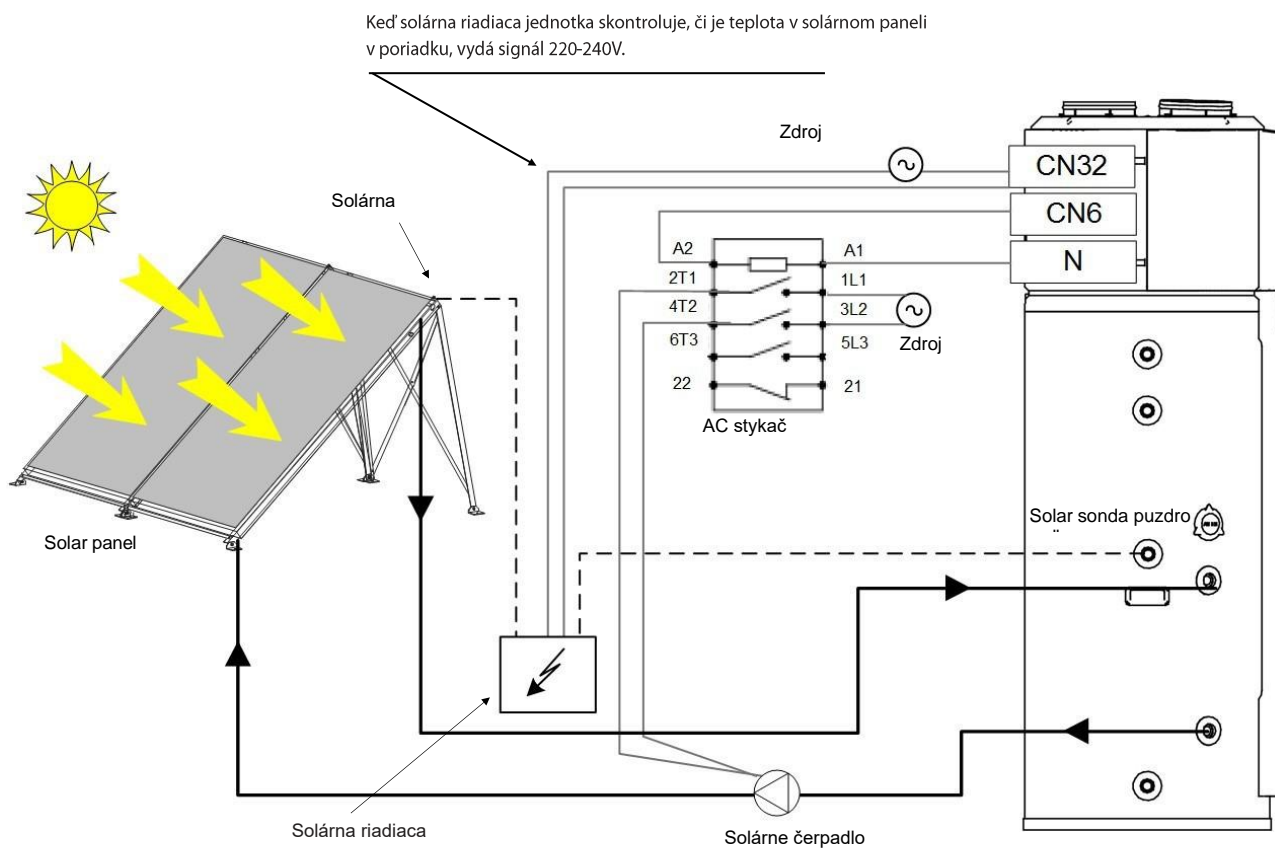 Keď solárna riadiaca jednotka skontroluje, či je teplota v solárnom paneli
v poriadku, vydá signál 220-240V.
Zdroj
CN32
CN6
N
Solárna
A2
A1
2T1
1L1
4T2
3L2
6T3
5L3
22
21
Zdroj
AC stykač
Solar panel
Solar sonda puzdro
Solárna riadiaca
Solárne čerpadlo